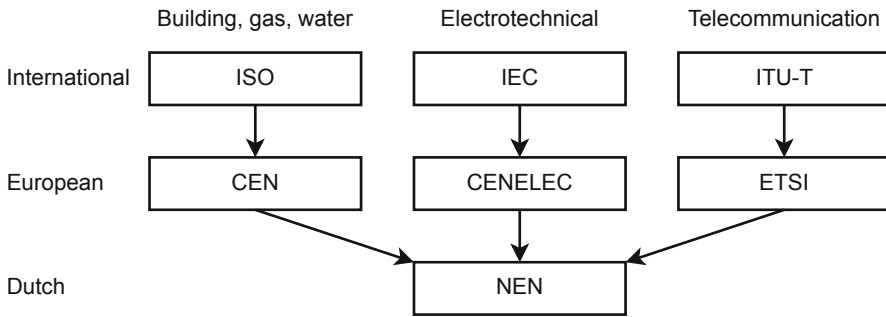 Building, gas, water Electrotechnical Telecommunication
International ISO IEC ITU-T
European CEN CENELEC ETSI
Dutch NEN